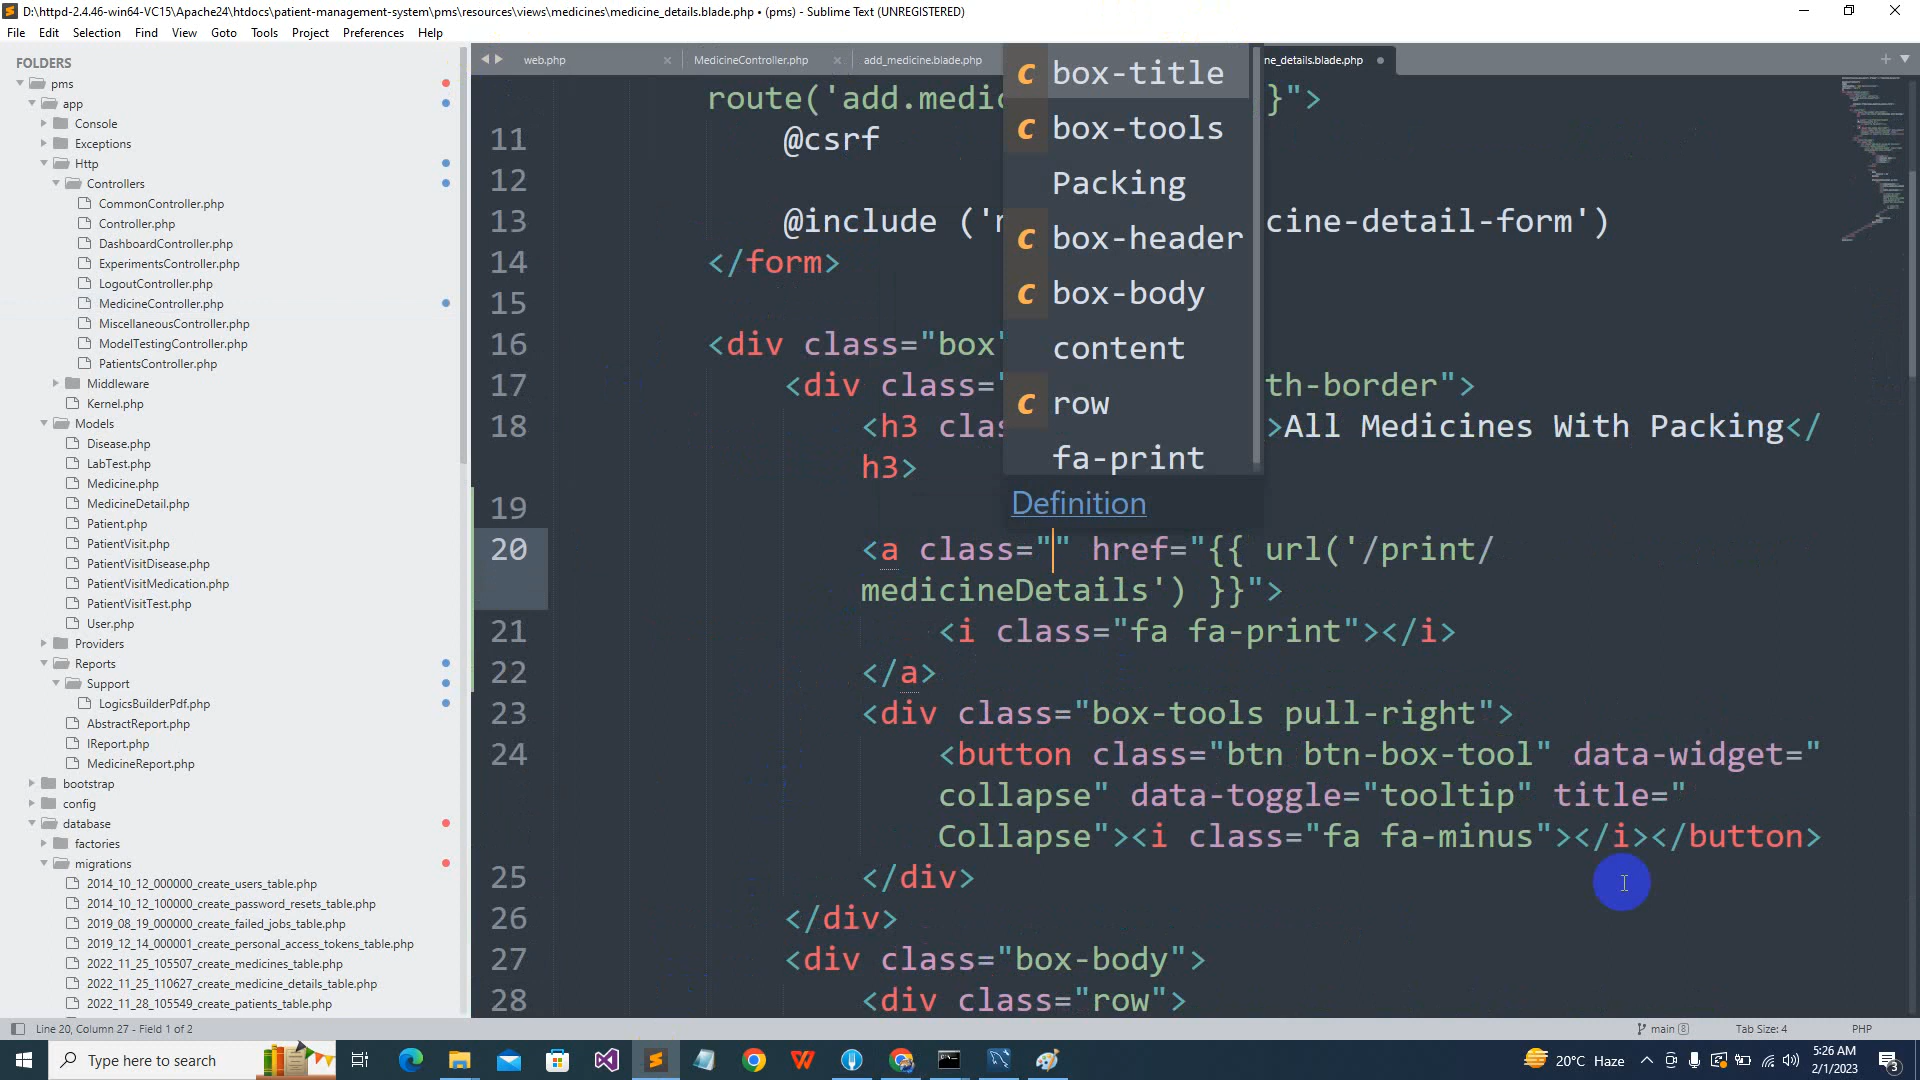 D:\httpd-2.4.46-win64-VC15\Apache24\htdocs\patient-management-system\pms\resources\views\medicines\medicine_details.blade.php • (pms) - Sublime Text (UNREGISTERED)
File Edit Selection Find View Goto Tools Project Preferences Help
FOLDERS
pms
app
Console
Exceptions
Http
Controllers
CommonController.php
Controller.php
DashboardController.php
ExperimentsController.php
LogoutController.php
MedicineController.php
MiscellaneousController.php
ModelTestingController.php
PatientsController.php
Middleware
Kernel.php
Models
Disease.php
LabTest.php
Medicine.php
MedicineDetail.php
Patient.php
PatientVisit.php
PatientVisitDisease.php
PatientVisitMedication.php
PatientVisitTest.php
User.php
Providers
Reports
Support
LogicsBuilderPdf.php
AbstractReport.php
IReport.php
MedicineReport.php
bootstrap
config
database
factories
migrations
2014_10_12_000000_create_users_table.php
2014_10_12_100000_create_password_resets_table.php
2019_08_19_000000_create_failed_jobs_table.php
2019_12_14_000001_create_personal_access_tokens_table.php
2022_11_25_105507_create_medicines_table.php
2022_11_25_110627_create_medicine_details_table.php
2022_11_28_105549_create_patients_table.php
web.php MedicineController.php add_medicine.blade.php ne_details.blade.php
route('add.medic }">
11 @csrf
12
13 @include ('m cine-detail-form')
14 </form>
15
16 <div class="box"
17 <div class=" th-border">
18 <h3 clas >All Medicines With Packing</
h3>
19
20 <a class="" href="{{ url('/print/
medicineDetails') }}">
21 <i class="fa fa-print"></i>
22 </a>
23 <div class="box-tools pull-right">
24 <button class="btn btn-box-tool" data-widget="
collapse" data-toggle="tooltip" title="
Collapse"><i class="fa fa-minus"></i></button>
25 </div>
26 </div>
27 <div class="box-body">
28 <div class="row">
c box-title
c box-tools
Packing
c box-header
c box-body
content
c row
fa-print
Definition
Line 20, Column 27 - Field 1 of 2
main 8 Tab Size: 4 PHP
Type here to search
20°C Haze
5:26 AM
2/1/2023
3